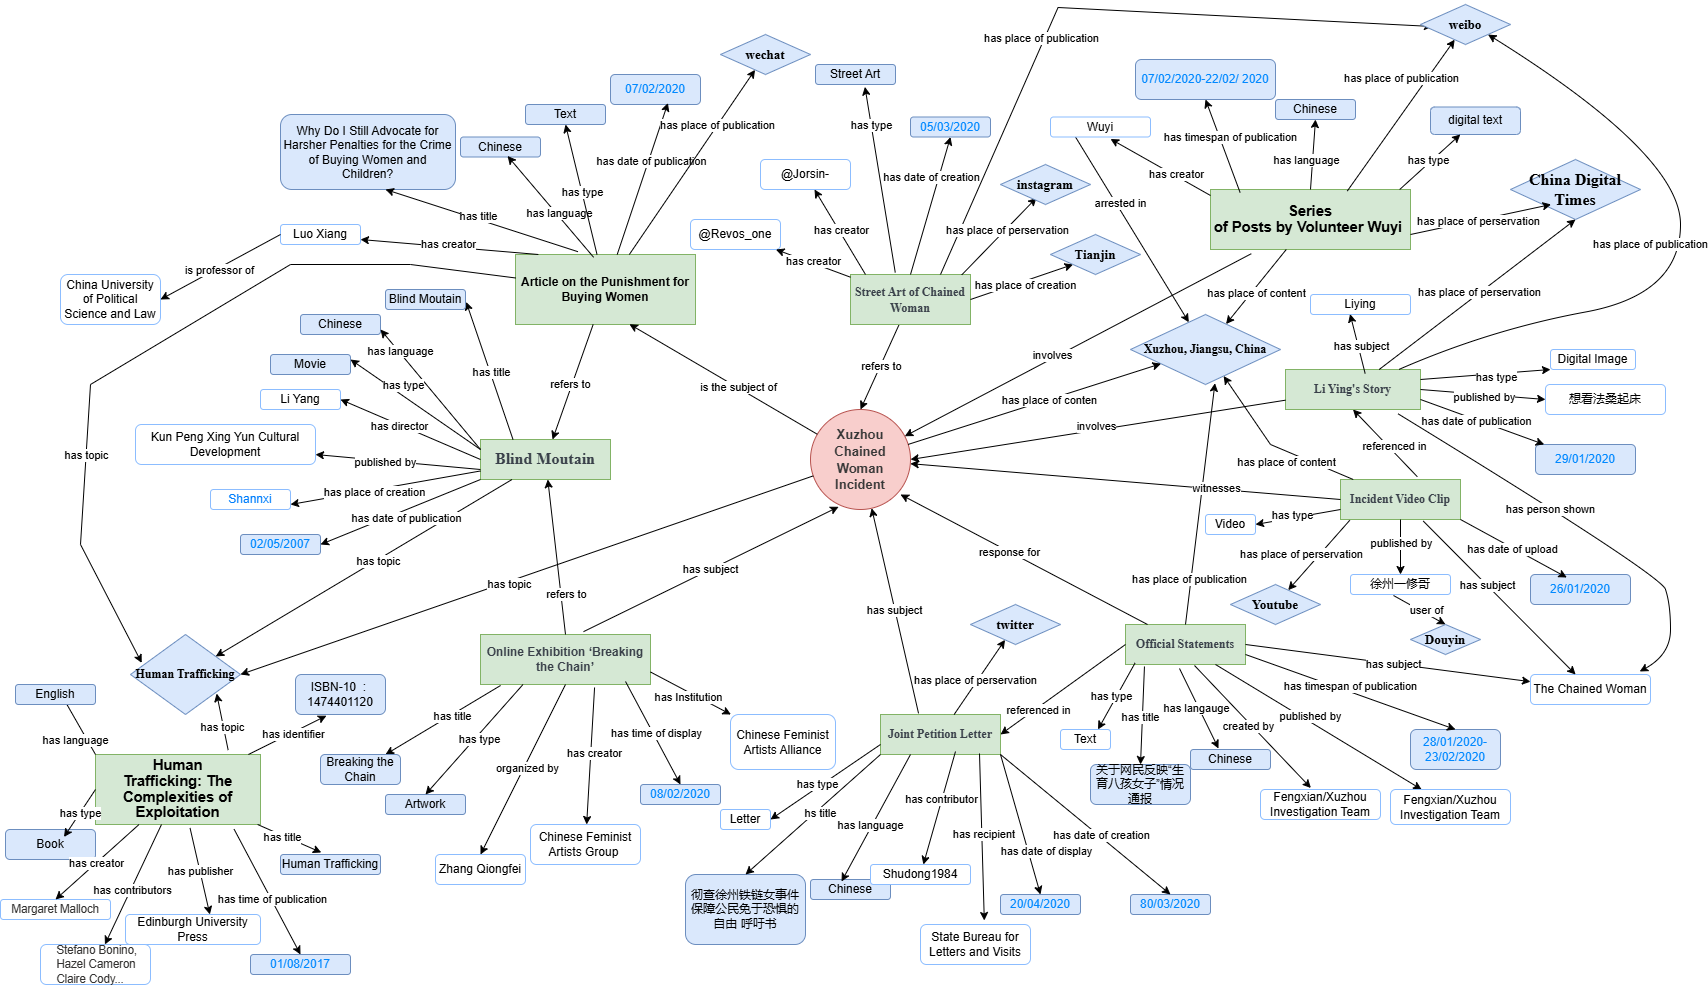 weibo
has place of publication
wechat
Street Art
has place of publication
07/02/2020-22/02/ 2020
07/02/2020
Chinese
Text
digital text
Why Do I Still Advocate for
Harsher Penalties for the Crime
of Buying Women and
Children?
has place of publication
has type
05/03/2020
Wuyi
has timespan of publication
Chinese
has date of publication
has language
has type
@Jorsin-
has date of creation
instagram
has creator
China Digital
Times
has type
has language
has title
arrested in
Series
of Posts by Volunteer Wuyi
has place of perservation
Luo Xiang
has creator
@Revos_one
has creator
has place of perservation
has place of publication
is professor of
has creator
Tianjin
China University
of Political
Science and Law
Article on the Punishment for
Buying Women
has place of creation
Street Art of Chained
Woman
has place of content
has place of perservation
Blind Moutain
Liying
Chinese
has language
has subject
Xuzhou, Jiangsu, China
Movie
has title
refers to
involves
Digital Image
has type
refers to
is the subject of
Li Ying's Story
has type
Li Yang
has place of conten
published by
想看法桑起床
has director
involves
has date of publication
Kun Peng Xing Yun Cultural
Development
Xuzhou
Chained
Woman
Incident
referenced in
has topic
published by
Blind Moutain
has place of content
29/01/2020
Shannxi
has place of creation
witnesses
Incident Video Clip
has date of publication
Video
has type
has person shown
02/05/2007
response for
has place of perservation
published by
has date of upload
has topic
has subject
has topic
has place of publication
徐州一修哥
has subject
26/01/2020
refers to
has subject
Youtube
user of
twitter
Douyin
Online Exhibition ‘Breaking
the Chain’
Official Statements
has subject
Human Trafficking
has place of perservation
has timespan of publication
The Chained Woman
English
ISBN-10 :
1474401120
has Institution
has type
has topic
has title
referenced in
has title
has langauge
published by
has language
has identifier
has type
has time of display
Chinese Feminist
Artists Alliance
Joint Petition Letter
Text
created by
28/01/2020-
23/02/2020
Human
Trafficking: The
Complexities of
Exploitation
Breaking the
Chain
organized by
has creator
Chinese
关于网民反映“生
育八孩女子”情况
通报
has type
08/02/2020
Artwork
has contributor
Fengxian/Xuzhou
Investigation Team
Fengxian/Xuzhou
Investigation Team
has type
Letter
hs title
has language
has recipient
has date of creation
Book
has title
Chinese Feminist
Artists Group
has date of display
has creator
Human Trafficking
Zhang Qiongfei
Shudong1984
has publisher
has contributors
Chinese
has time of publication
彻查徐州铁链女事件
保障公民免于恐惧的
自由 呼吁书
20/04/2020
80/03/2020
Margaret Malloch
Edinburgh University
Press
State Bureau for
Letters and Visits
Stefano Bonino,
Hazel Cameron
Claire Cody...
01/08/2017